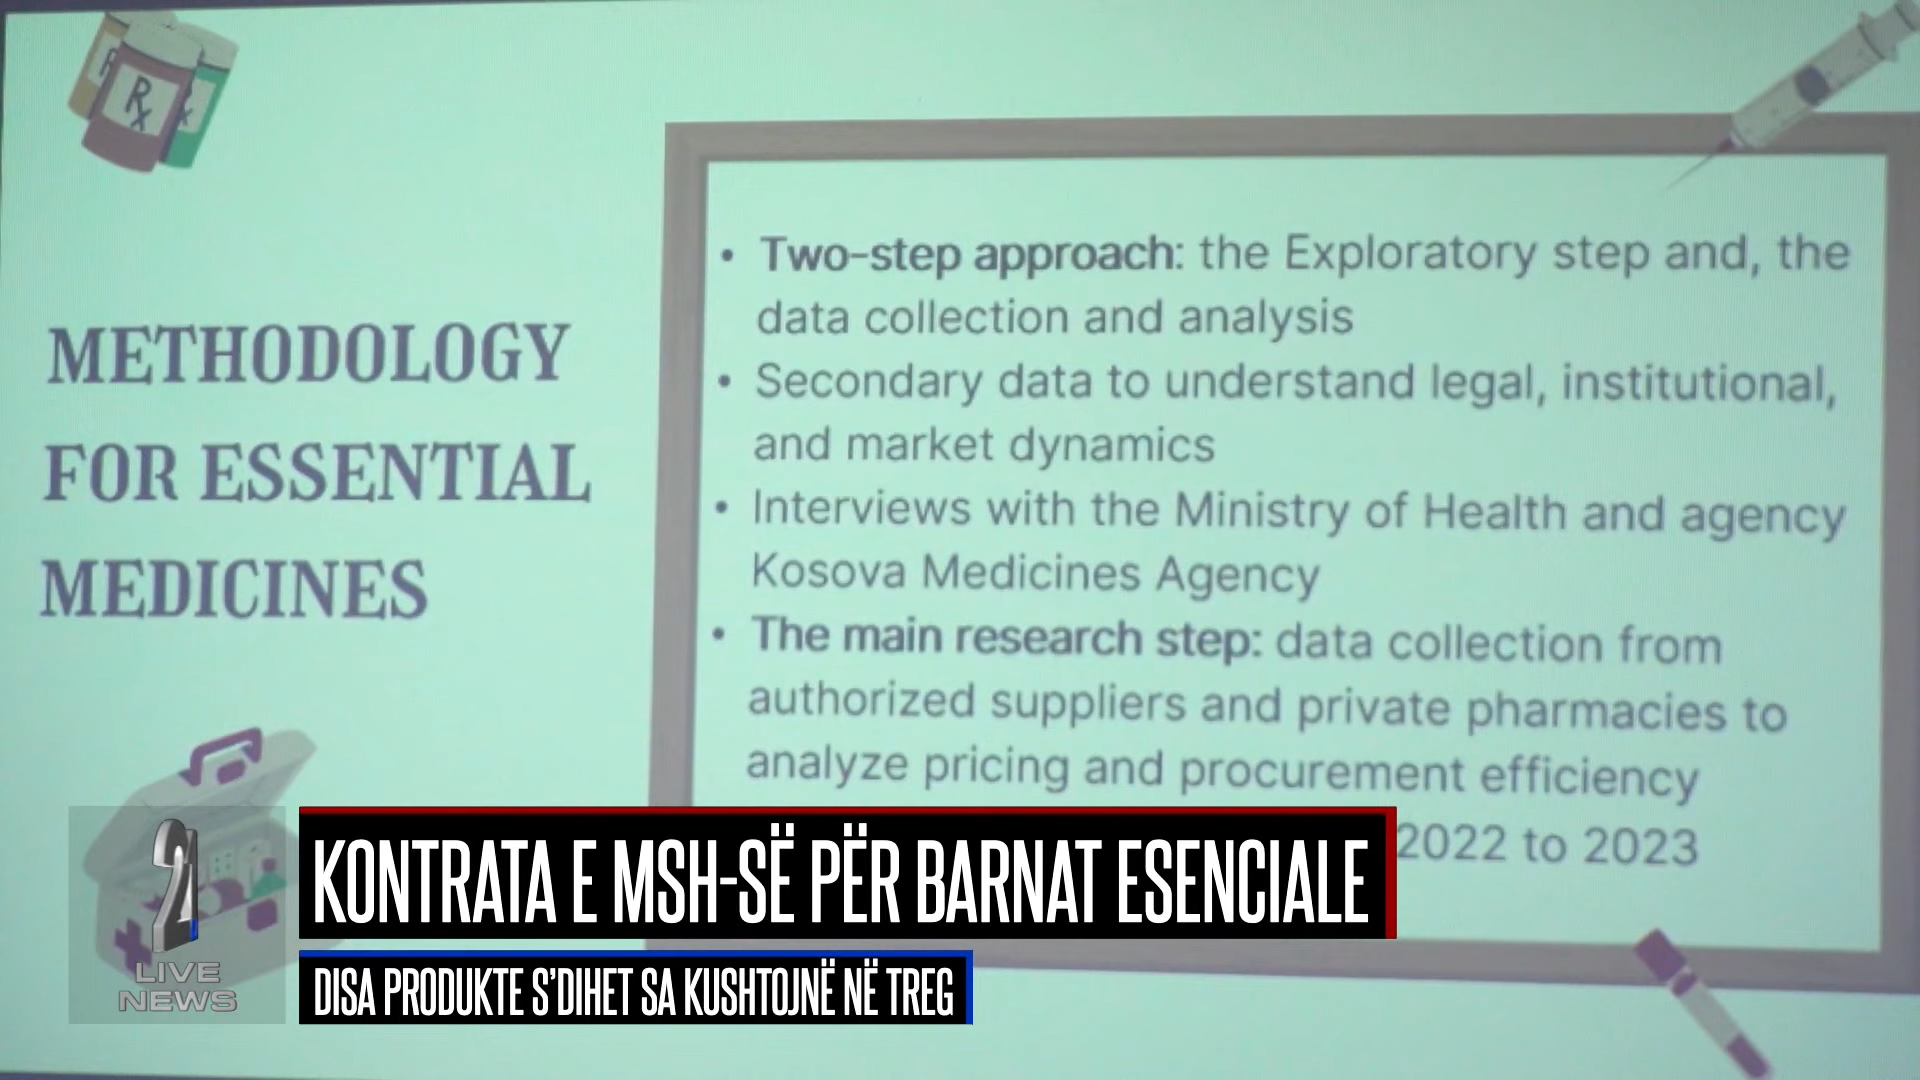 Rx
METHODOLOGY
FOR ESSENTIAL
MEDICINES
• Two-step approach: the Exploratory step and, the
data collection and analysis
• Secondary data to understand legal, institutional,
and market dynamics
• Interviews with the Ministry of Health and agency
Kosova Medicines Agency
• The main research step: data collection from
authorized suppliers and private pharmacies to
analyze pricing and procurement efficiency
2022 to 2023
21
LIVE
NEWS
KONTRATA E MSH-SË PËR BARNAT ESENCIALE
DISA PRODUKTE S'DIHET SA KUSHTOJNË NË TREG